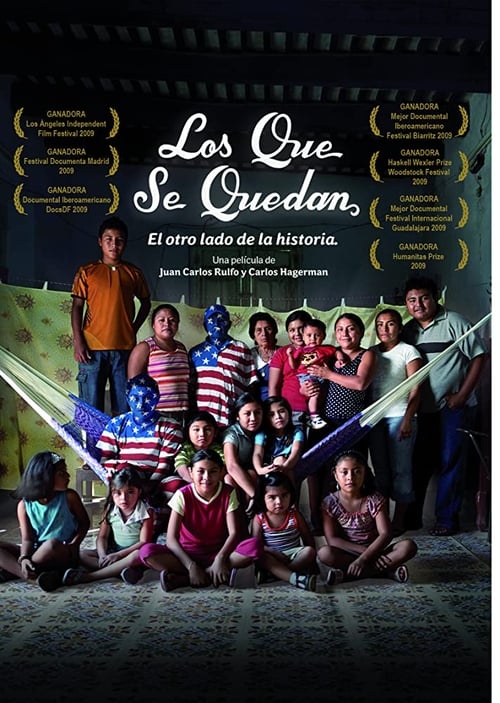 GANADORA
Los Ángeles Independent
Film Festival 2009
GANADORA
Festival Documenta Madrid
2009
GANADORA
Documental Iberoamericano
DocsDF 2009
GANADORA
Mejor Documental
Iberoamericano
Festival Biarritz 2009
GANADORA
Haskell Wexler Prize
Woodstock Festival
2009
GANADORA
Mejor Documental
Festival Internacional
Guadalajara 2009
GANADORA
Humanitas Prize
2009
Los Que
Se Quedan
El otro lado de la historia.
Una película de
Juan Carlos Rulfo y Carlos Hagerman